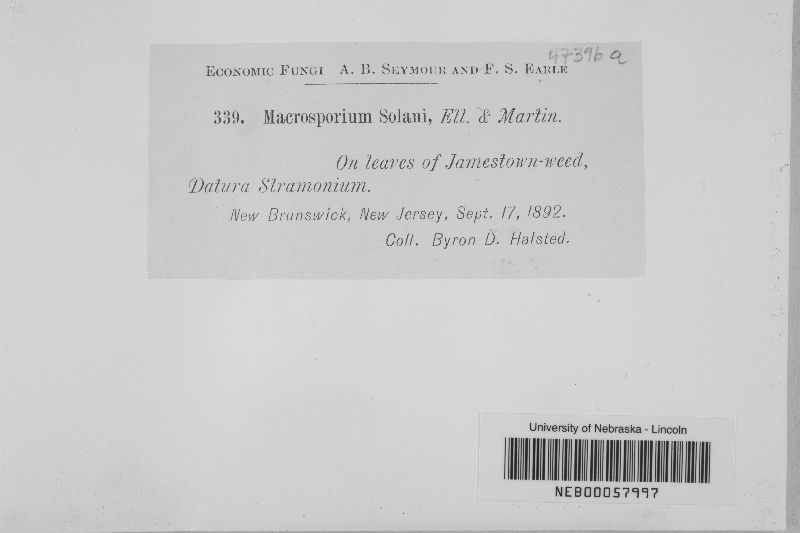 47396 a
Economic Fungi A. B. Seymour and F. S. Earle
339. Macrosporium Solani, Ell. & Martin.
On leaves of Jamestown-weed,
Datura Stramonium.
New Brunswick, New Jersey, Sept. 17, 1892.
Coll. Byron D. Halsted.
University of Nebraska - Lincoln
NEB00057997